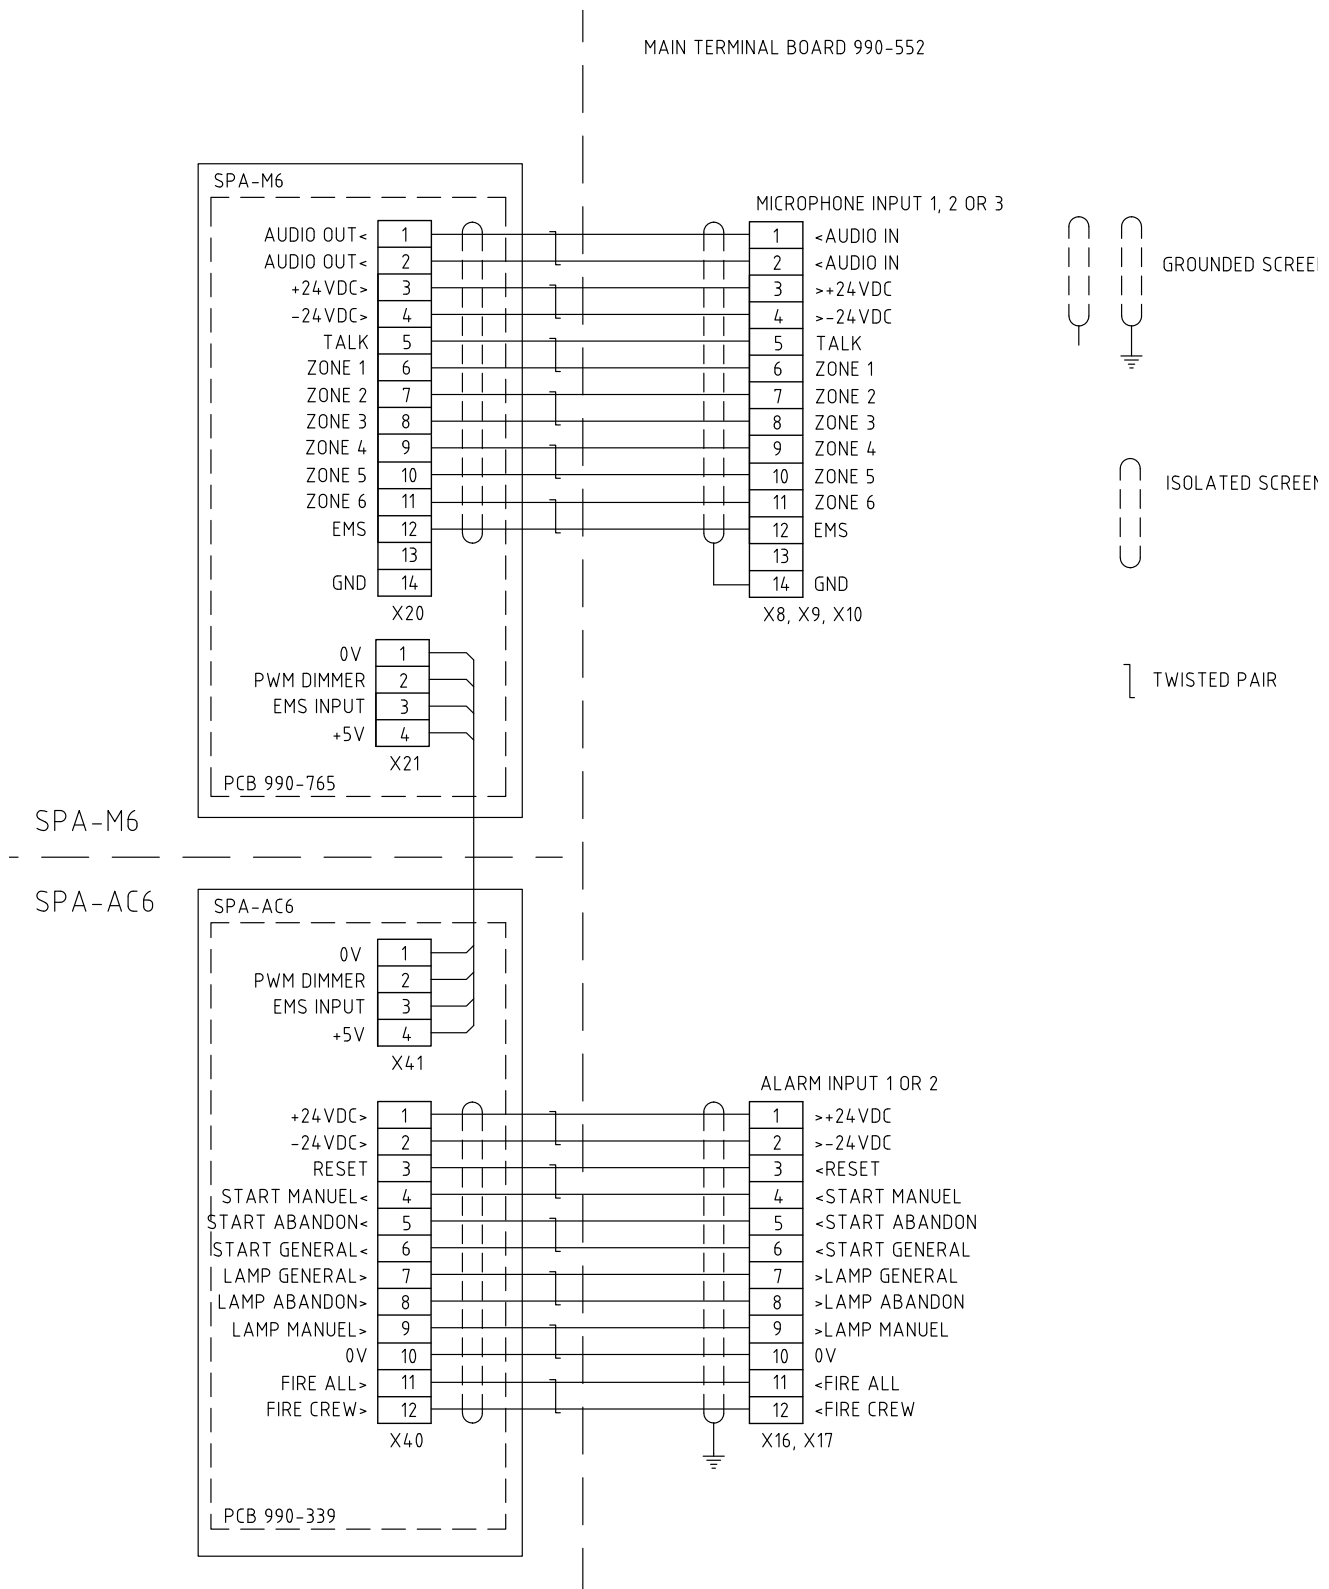 MAIN TERMINAL BOARD 990-552
SPA-M6
MICROPHONE INPUT 1, 2 OR 3
AUDIO OUT< 1 1 <AUDIO IN
AUDIO OUT< 2 2 <AUDIO IN
+24VDC> 3 3 >+24VDC
-24VDC> 4 4 >-24VDC
TALK 5 5 TALK
ZONE 1 6 6 ZONE 1
ZONE 2 7 7 ZONE 2
ZONE 3 8 8 ZONE 3
ZONE 4 9 9 ZONE 4
ZONE 5 10 10 ZONE 5
ZONE 6 11 11 ZONE 6
EMS 12 12 EMS
13 13
GND 14 14 GND
X20 X8, X9, X10
GROUNDED SCREE
ISOLATED SCREEN
TWISTED PAIR
0V 1
PWM DIMMER 2
EMS INPUT 3
+5V 4
X21
PCB 990-765
SPA-M6
SPA-AC6
SPA-AC6
0V 1
PWM DIMMER 2
EMS INPUT 3
+5V 4
X41
ALARM INPUT 1 OR 2
+24VDC> 1 1 >+24VDC
-24VDC> 2 2 >-24VDC
RESET 3 3 <RESET
START MANUEL< 4 4 <START MANUEL
START ABANDON< 5 5 <START ABANDON
START GENERAL< 6 6 <START GENERAL
LAMP GENERAL> 7 7 >LAMP GENERAL
LAMP ABANDON> 8 8 >LAMP ABANDON
LAMP MANUEL> 9 9 >LAMP MANUEL
0V 10 10 0V
FIRE ALL> 11 11 <FIRE ALL
FIRE CREW> 12 12 <FIRE CREW
X40 X16, X17
PCB 990-339